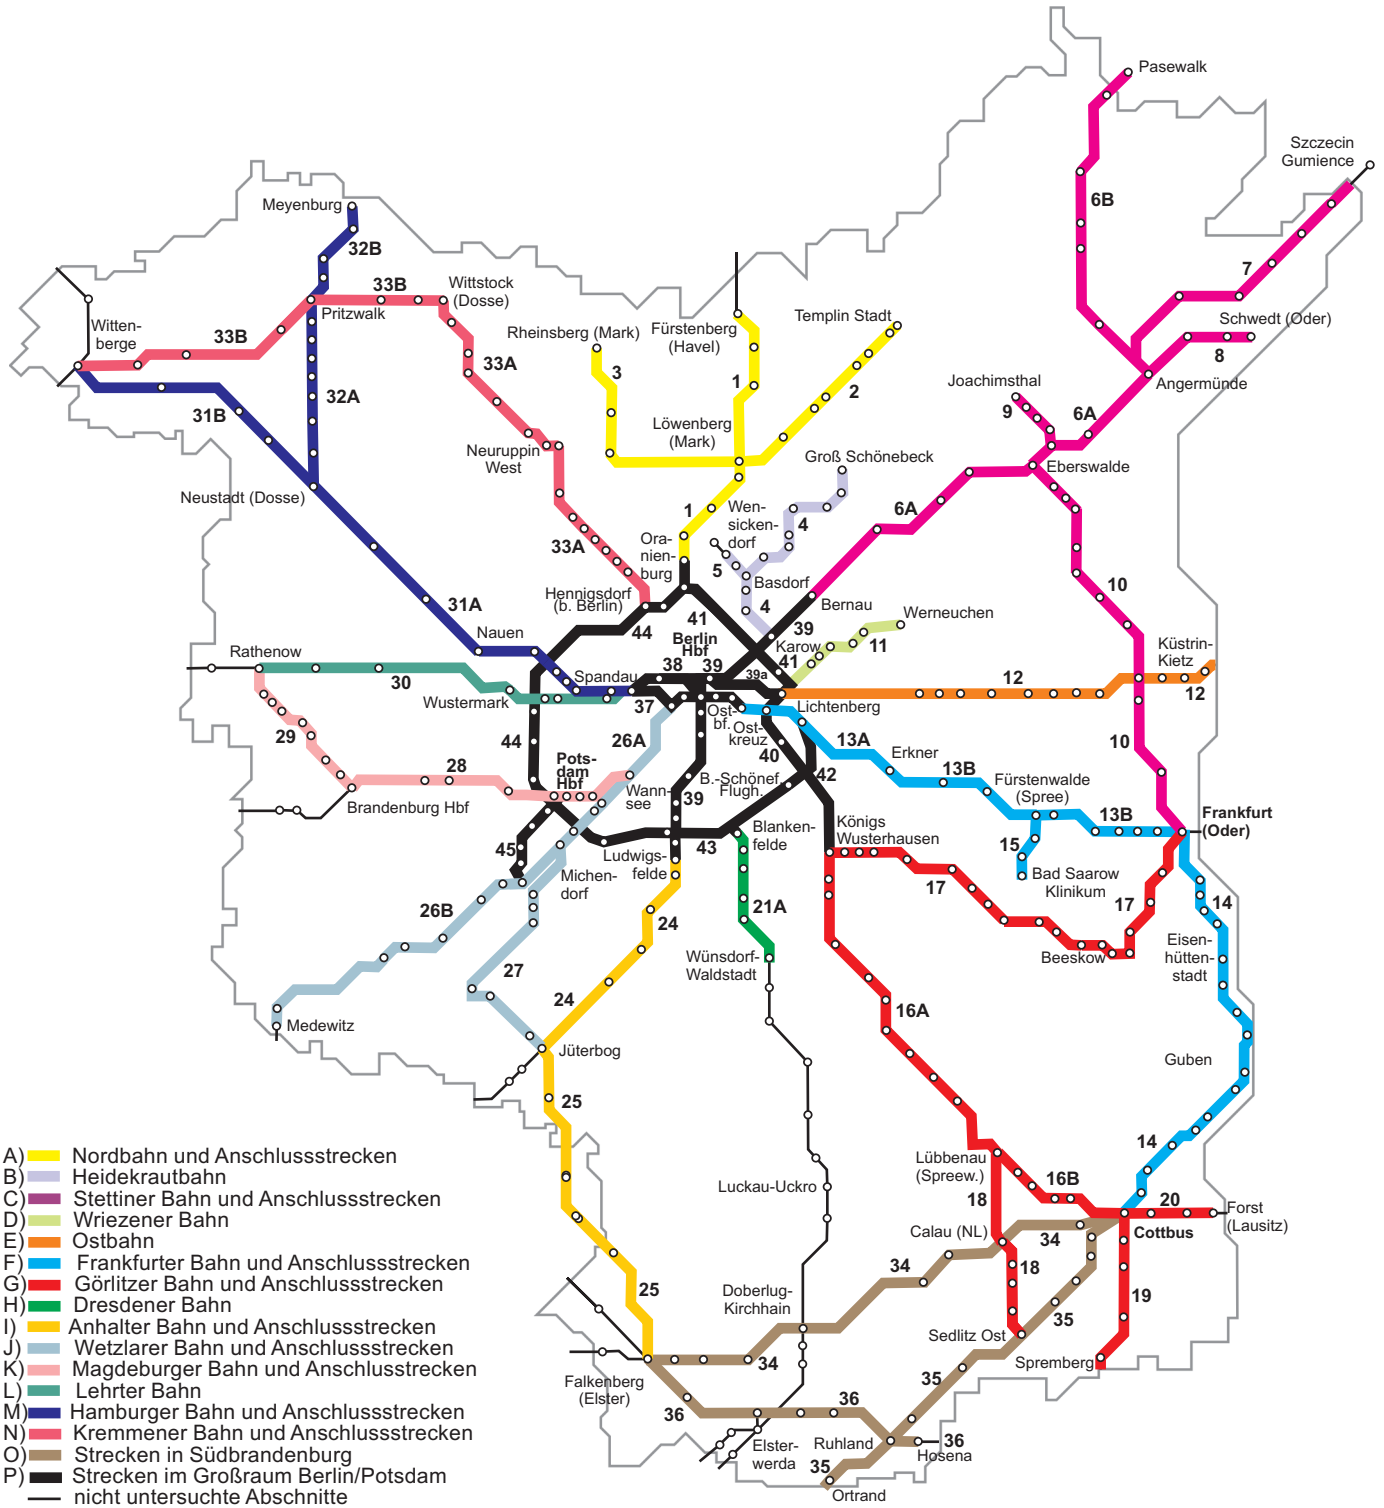 Pasewalk
Szczecin
Gumience
6B
7
Meyenburg
32B
33B
Wittstock
(Dosse)
Pritzwalk
Witten-
berge
33B
Rheinsberg (Mark)
Fürstenberg
(Havel)
Templin Stadt
Schwedt (Oder)
8
33A
3
1
2
Joachimsthal
9
Angermünde
6A
32A
31B
Löwenberg
(Mark)
Neuruppin
West
Groß Schönebeck
Eberswalde
Neustadt (Dosse)
1
Wen-
sicken-
dorf
4
6A
33A
Ora-
nien-
burg
5
Basdorf
10
Hennigsdorf
(b. Berlin)
31A
4
Bernau
Werneuchen
41
39
44
Nauen
Berlin
Hbf
Karow
11
Küstrin-
Kietz
Rathenow
38
39
41
39a
12
12
30
Spandau
Wustermark
37
Lichtenberg
Ost-
bf.
Ost-
kreuz
29
44
26A
40
13A
Erkner
10
28
Pots-
dam
Hbf
B.-Schönef.
Flugh.
42
13B
Fürstenwalde
(Spree)
Wann-
see
39
Brandenburg Hbf
13B
Frankfurt
(Oder)
Königs
Wusterhausen
Blanken-
felde
43
15
45
Ludwigs-
felde
Bad Saarow
Klinikum
Michen-
dorf
17
17
14
26B
21A
24
Eisen-
hütten-
stadt
Beeskow
Wünsdorf-
Waldstadt
27
24
16A
Medewitz
Jüterbog
Guben
25
14
Lübbenau
(Spreew.)
16B
18
20
Forst
(Lausitz)
Luckau-Uckro
Calau (NL)
34
Cottbus
34
18
25
19
Doberlug-
Kirchhain
35
Sedlitz Ost
34
Spremberg
Falkenberg
(Elster)
35
36
36
Elster-
werda
Ruhland
36
Hosena
35
Ortrand
A) Nordbahn und Anschlussstrecken
B) Heidekrautbahn
C) Stettiner Bahn und Anschlussstrecken
D) Wriezener Bahn
E) Ostbahn
F) Frankfurter Bahn und Anschlussstrecken
G) Görlitzer Bahn und Anschlussstrecken
H) Dresdener Bahn
I) Anhalter Bahn und Anschlussstrecken
J) Wetzlarer Bahn und Anschlussstrecken
K) Magdeburger Bahn und Anschlusstrecken
L) Lehrter Bahn
M) Hamburger Bahn und Anschlussstrecken
N) Kremmener Bahn und Anschlussstrecken
O) Strecken in Südbrandenburg
P) Strecken im Großraum Berlin/Potsdam
nicht untersuchte Abschnitte